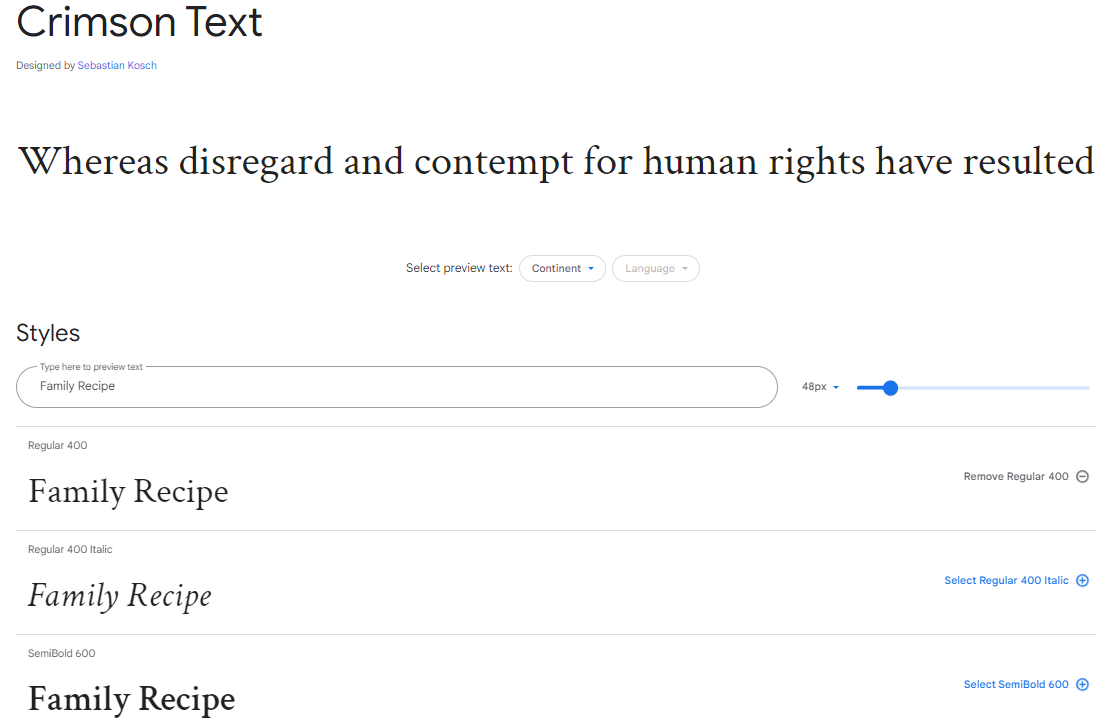 Crimson Text
Designed by Sebastian Kosch
Whereas disregard and contempt for human rights have resulted
Select preview text: Continent Language
Styles
Type here to preview text
Family Recipe
48px
Regular 400
Family Recipe
Remove Regular 400
Regular 400 Italic
Family Recipe
Select Regular 400 Italic
SemiBold 600
Family Recipe
Select SemiBold 600